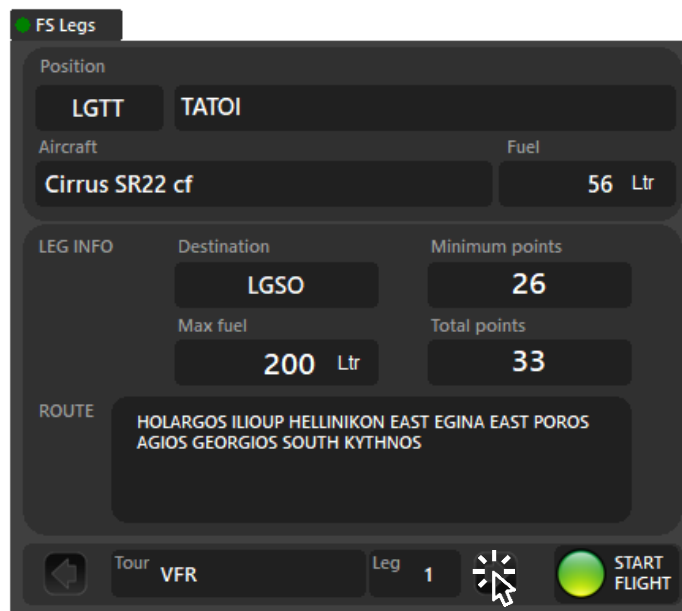 FS Legs
Position
LGTT TATOI
Aircraft Fuel
Cirrus SR22 cf 56 Ltr
LEG INFO Destination Minimum points
LGSO 26
Max fuel Total points
200 Ltr 33
ROUTE HOLARGOS ILIOUP HELLINIKON EAST EGINA EAST POROS
AGIOS GEORGIOS SOUTH KYTHNOS
Tour VFR Leg 1 START
FLIGHT